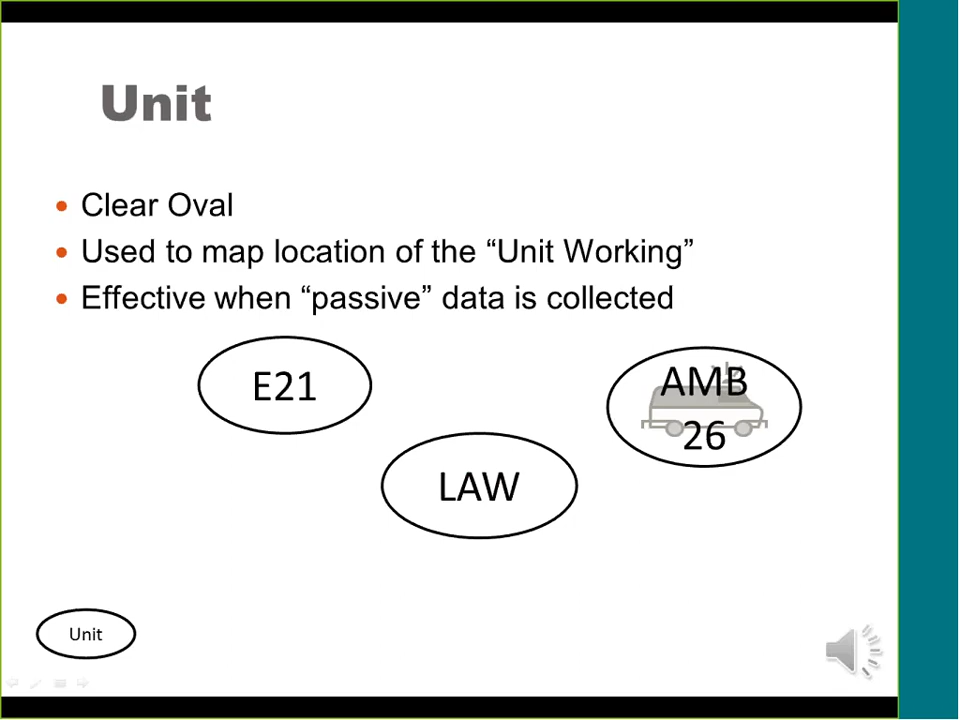 Unit
Clear Oval
Used to map location of the “Unit Working”
Effective when “passive” data is collected
E21
AMB
26
LAW
Unit